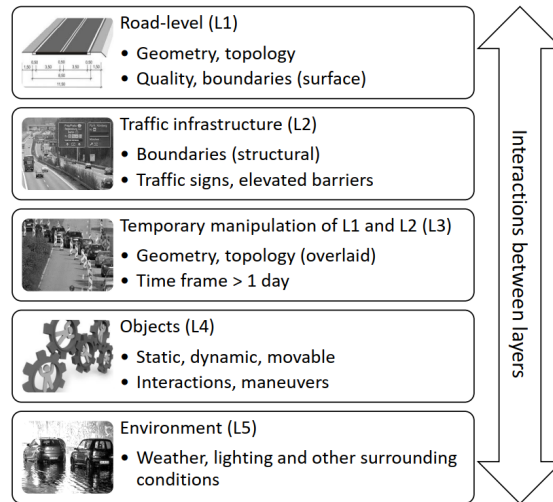 Road-level (L1)
• Geometry, topology
• Quality, boundaries (surface)
Traffic infrastructure (L2)
• Boundaries (structural)
• Traffic signs, elevated barriers
Temporary manipulation of L1 and L2 (L3)
• Geometry, topology (overlaid)
• Time frame > 1 day
Objects (L4)
• Static, dynamic, movable
• Interactions, maneuvers
Environment (L5)
• Weather, lighting and other surrounding
conditions
Interactions between layers